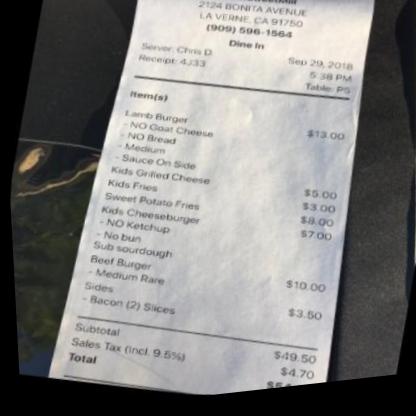 2124 BONITA AVENUE
LA VERNE, CA 91750
(909) 596-1564
Dine In
Server: Chris D. Sep 29, 2018
Receipt: 4J33 5:38 PM
Table: P5
Item(s)
Lamb Burger $13.00
- NO Goat Cheese
- NO Bread
- Medium
- Sauce On Side
Kids Grilled Cheese $5.00
Kids Fries $3.00
Sweet Potato Fries $8.00
Kids Cheeseburger $7.00
- NO Ketchup
- No bun
Sub sourdough
Beef Burger $10.00
- Medium Rare
Sides $3.50
- Bacon (2) Slices
Subtotal $49.50
Sales Tax (Incl. 9.5%) $4.70
Total